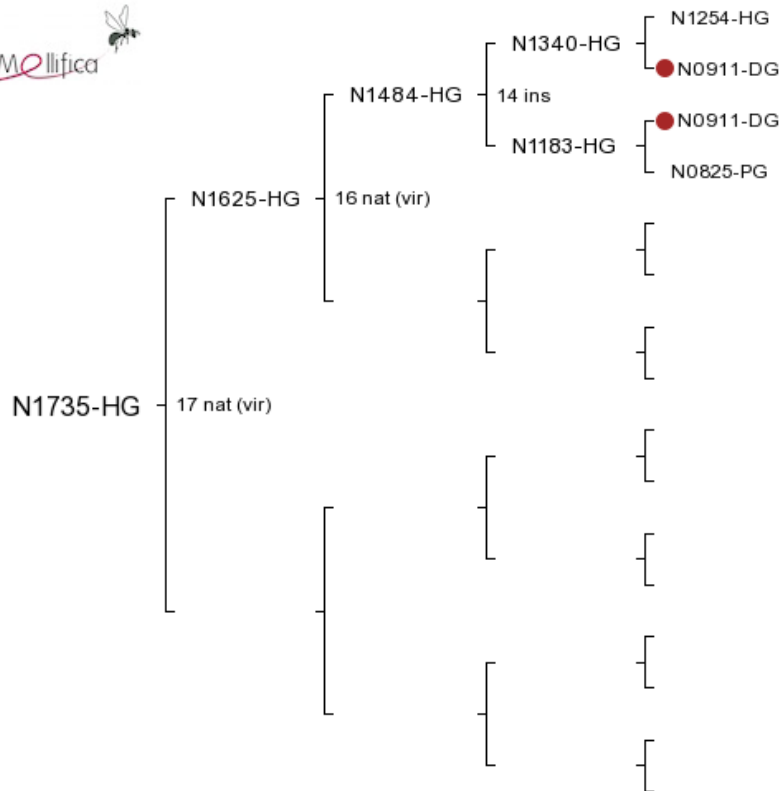 N1254-HG
N1340-HG
N0911-DG
Mellifica
N1484-HG
14 ins
N0911-DG
N1183-HG
N0825-PG
N1625-HG
16 nat (vir)
N1735-HG
17 nat (vir)